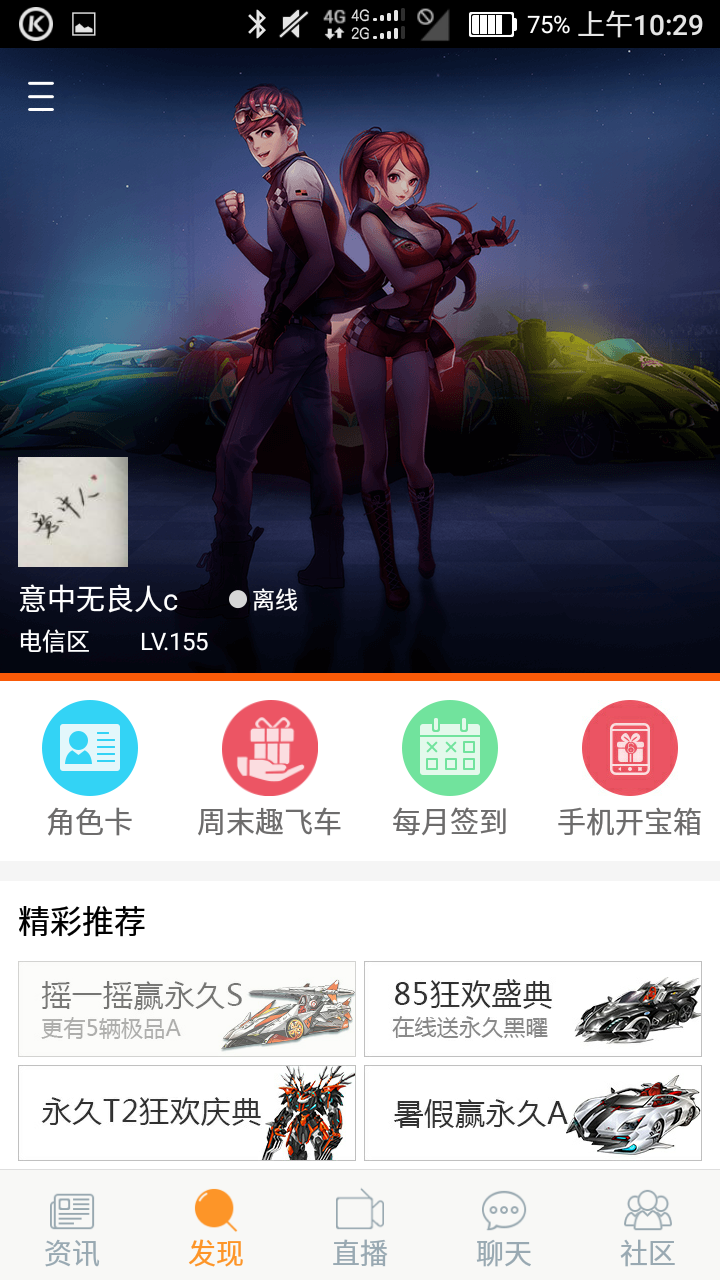 4G 4G 2G 75% 上午10:29
意中人
意中无良人c 离线
电信区 LV.155
角色卡 周末趣飞车 每月签到 手机开宝箱
精彩推荐
摇一摇赢永久S
更有5辆极品A
85狂欢盛典
在线送永久黑曜
永久T2狂欢庆典
暑假赢永久A
资讯 发现 直播 聊天 社区